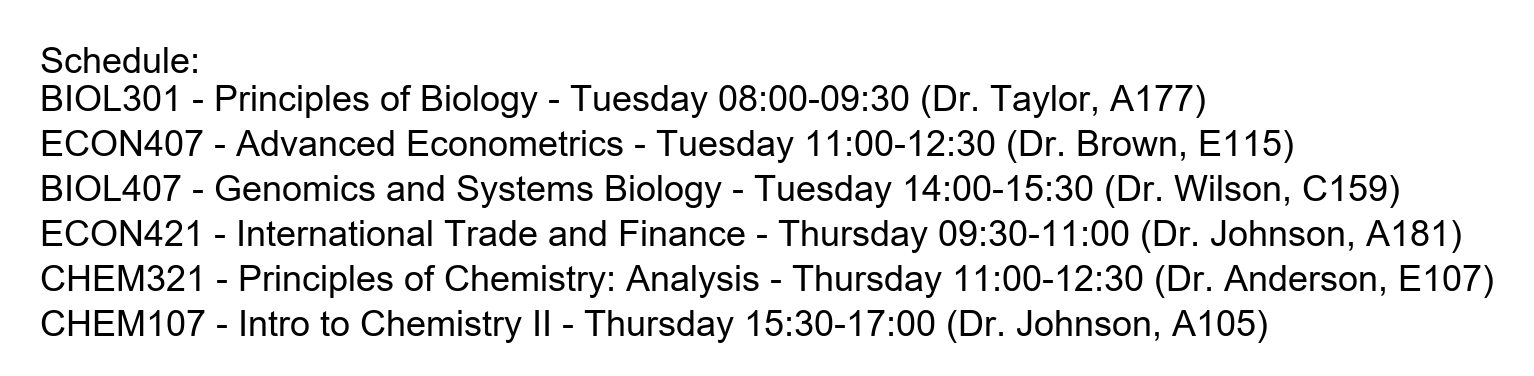 Schedule:
BIOL301 - Principles of Biology - Tuesday 08:00-09:30 (Dr. Taylor, A177)
ECON407 - Advanced Econometrics - Tuesday 11:00-12:30 (Dr. Brown, E115)
BIOL407 - Genomics and Systems Biology - Tuesday 14:00-15:30 (Dr. Wilson, C159)
ECON421 - International Trade and Finance - Thursday 09:30-11:00 (Dr. Johnson, A181)
CHEM321 - Principles of Chemistry: Analysis - Thursday 11:00-12:30 (Dr. Anderson, E107)
CHEM107 - Intro to Chemistry II - Thursday 15:30-17:00 (Dr. Johnson, A105)